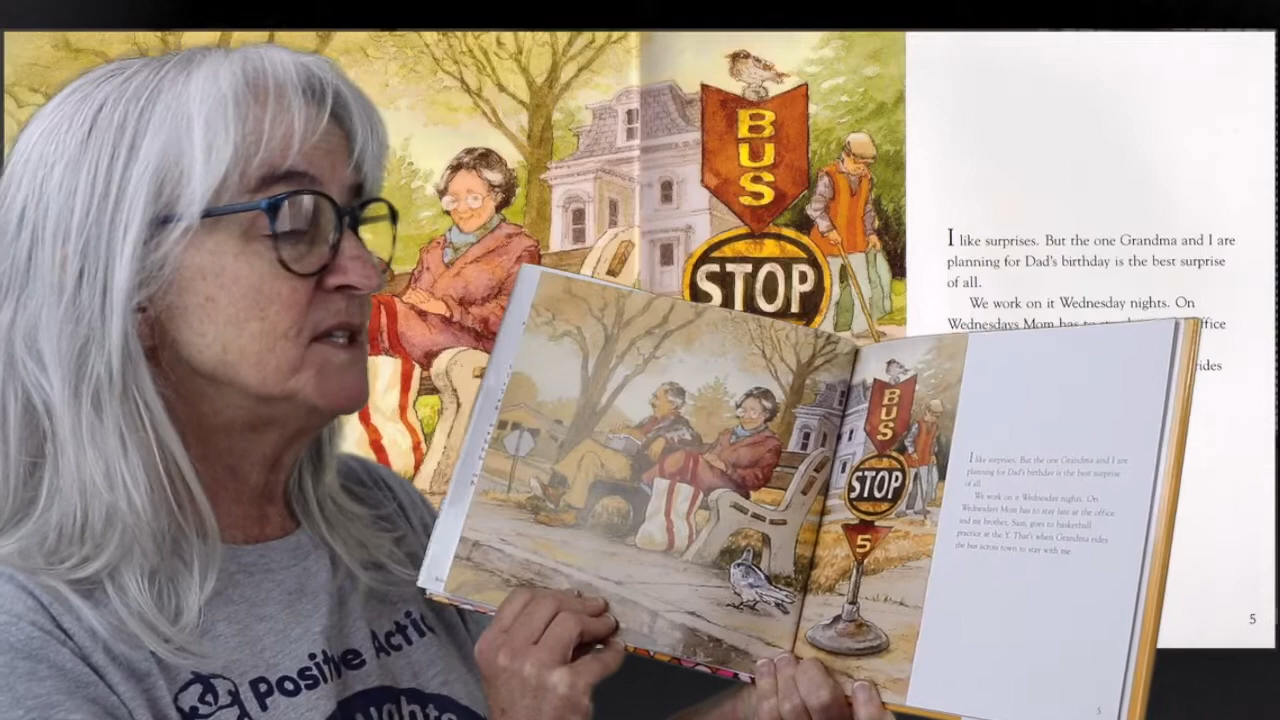 BUS
STOP
I like surprises. But the one Grandma and I are
planning for Dad's birthday is the best surprise
of all.
We work on it Wednesday nights. On
Wednesdays Mom has to
5
BUS
STOP
5
I like surprises. But the one Grandma and I are
planning for Dad's birthday is the best surprise
of all.
We work on it Wednesday nights. On
Wednesdays Mom has to stay late at the office
and my brother, Sam, goes to basketball
practice at the Y. That's when Grandma rides
the bus across town to stay with me.
5
Positive Actio